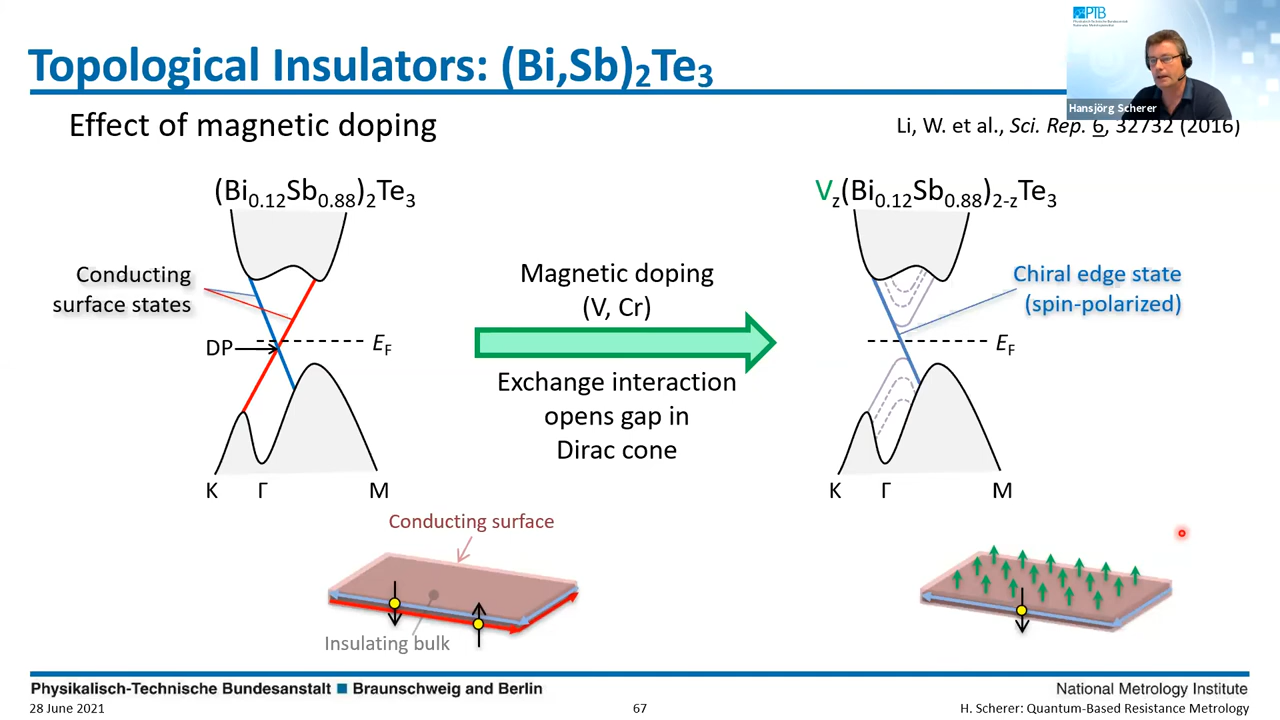 PTB
Topological Insulators: (Bi,Sb)₂Te₃
Hansjörg Scherer
Effect of magnetic doping
Li, W. et al., Sci. Rep. 6, 32732 (2016)
(Bi₀.₁₂Sb₀.₈₈)₂Te₃
V_z(Bi₀.₁₂Sb₀.₈₈)₂₋zTe₃
Conducting
surface states
DP
E_F
K Γ M
Magnetic doping
(V, Cr)
Exchange interaction
opens gap in
Dirac cone
Chiral edge state
(spin-polarized)
E_F
K Γ M
Conducting surface
Insulating bulk
Physikalisch-Technische Bundesanstalt ■ Braunschweig and Berlin
National Metrology Institute
28 June 2021
67
H. Scherer: Quantum-Based Resistance Metrology